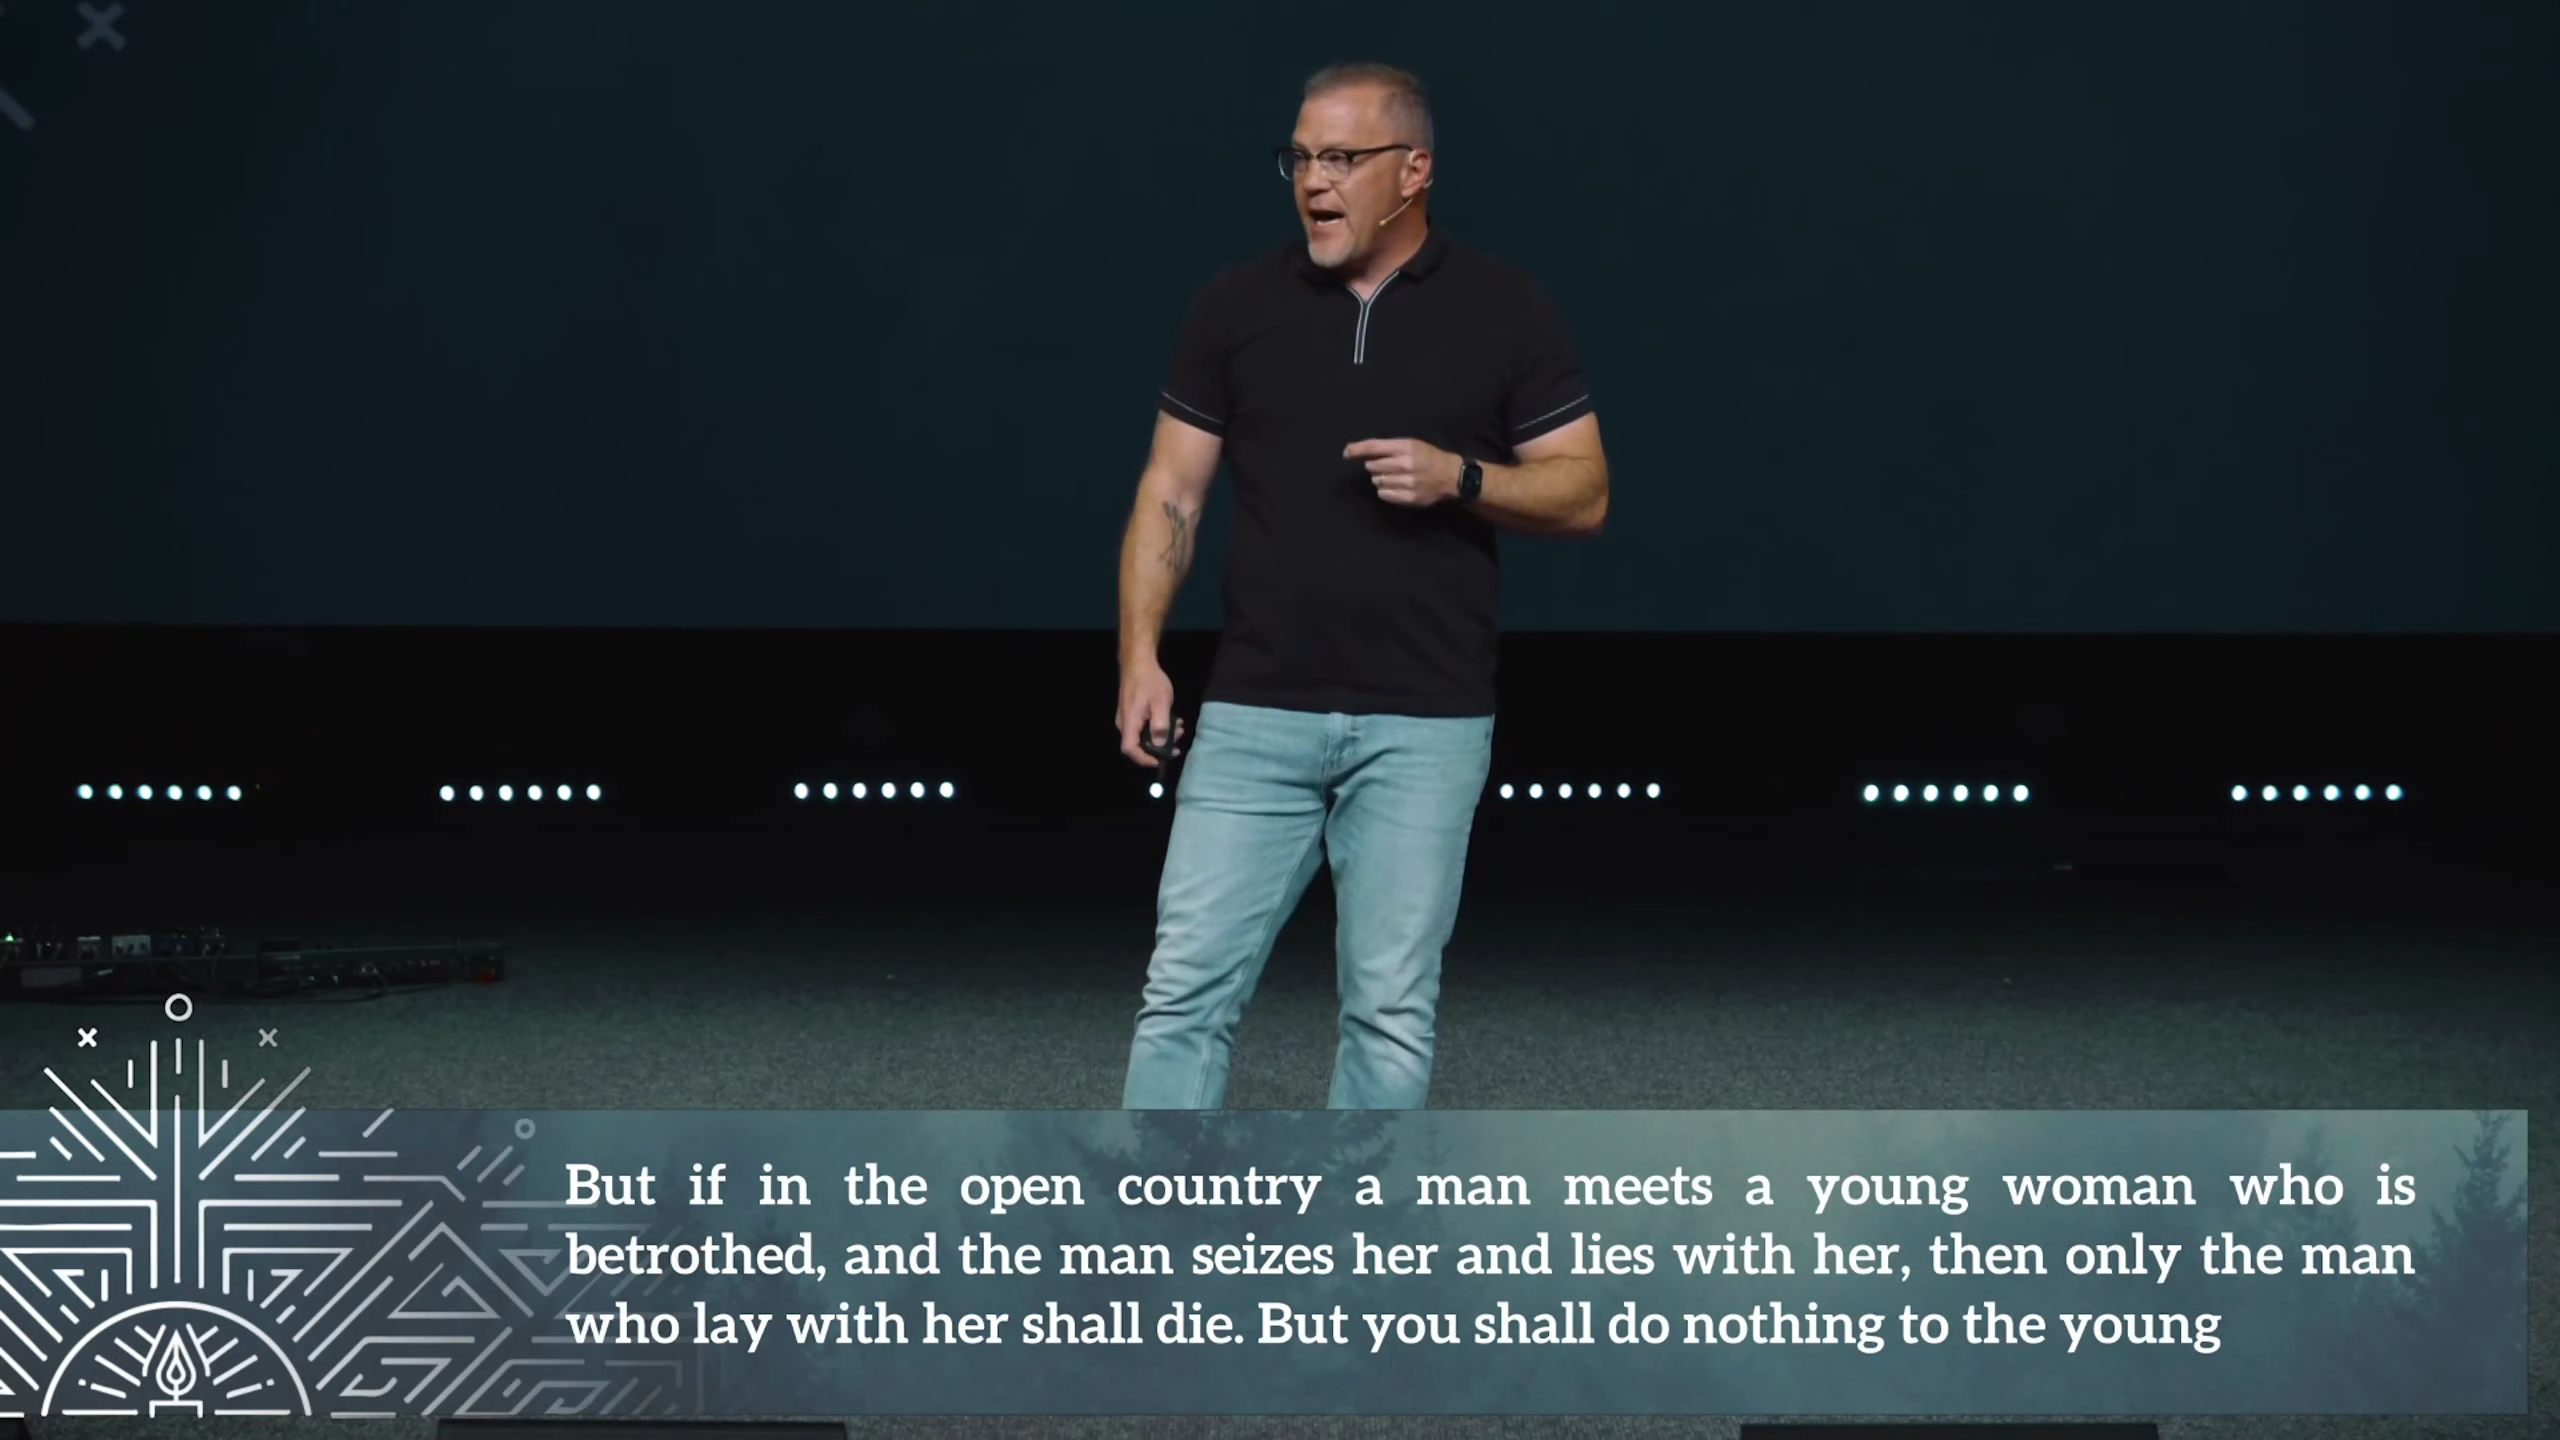 But if in the open country a man meets a young woman who is
betrothed, and the man seizes her and lies with her, then only the man
who lay with her shall die. But you shall do nothing to the young